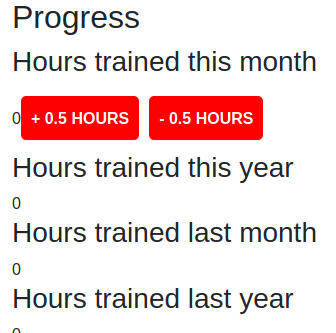 Progress
Hours trained this month
0 + 0.5 HOURS - 0.5 HOURS
Hours trained this year
0
Hours trained last month
0
Hours trained last year
0